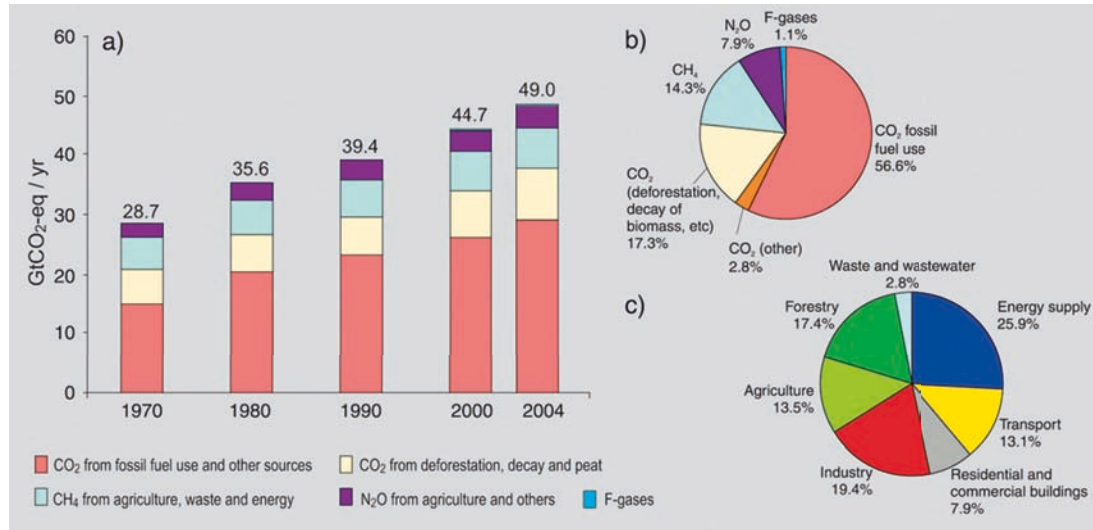 a)
GtCO₂-eq / yr
60
50
40
30
20
10
0
28.7
35.6
39.4
44.7
49.0
1970
1980
1990
2000
2004
CO₂ from fossil fuel use and other sources
CO₂ from deforestation, decay and peat
CH₄ from agriculture, waste and energy
N₂O from agriculture and others
F-gases
b)
F-gases
1.1%
N₂O
7.9%
CH₄
14.3%
CO₂ fossil
fuel use
56.6%
CO₂
(deforestation,
decay of
biomass, etc)
17.3%
CO₂ (other)
2.8%
c)
Waste and wastewater
2.8%
Forestry
17.4%
Energy supply
25.9%
Agriculture
13.5%
Transport
13.1%
Industry
19.4%
Residential and
commercial buildings
7.9%